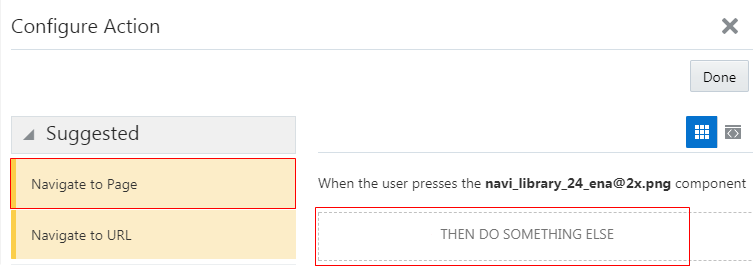 Configure Action
Done
Suggested
Navigate to Page
When the user presses the navi_library_24_ena@2x.png component
Navigate to URL
THEN DO SOMETHING ELSE